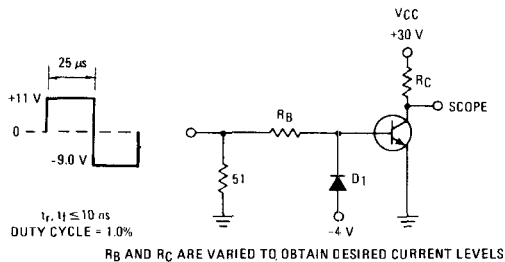 VCC
+30 V
25 μs
RC
+11 V
SCOPE
RB
0
-9.0 V
51
D1
-4 V
tr, tf ≤ 10 ns
DUTY CYCLE = 1.0%
RB AND RC ARE VARIED TO OBTAIN DESIRED CURRENT LEVELS